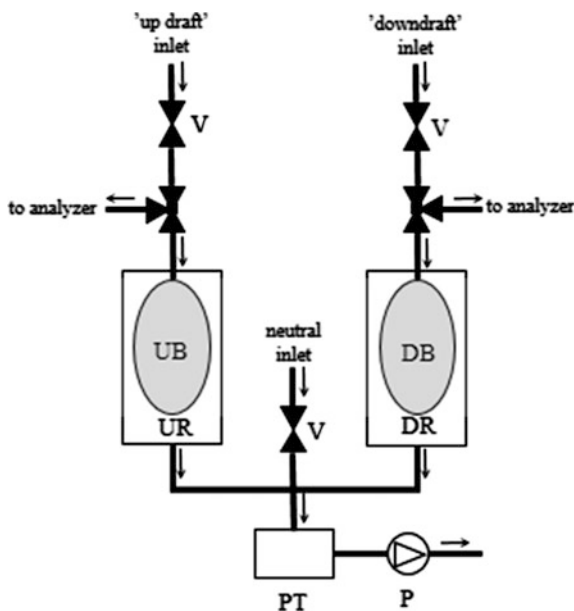 'up draft'
inlet
'downdraft'
inlet
V
V
to analyzer
to analyzer
neutral
inlet
UB
DB
UR
V
DR
PT
P